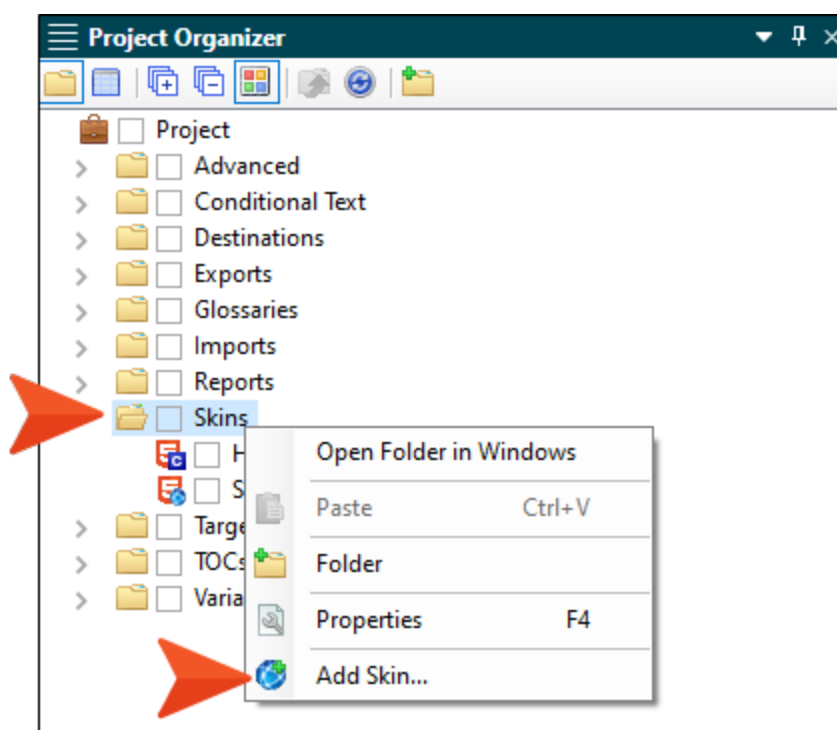 Project Organizer
Project
Advanced
Conditional Text
Destinations
Exports
Glossaries
Imports
Reports
Skins
Open Folder in Windows
Paste Ctrl+V
Folder
Properties F4
Add Skin...
TOCs